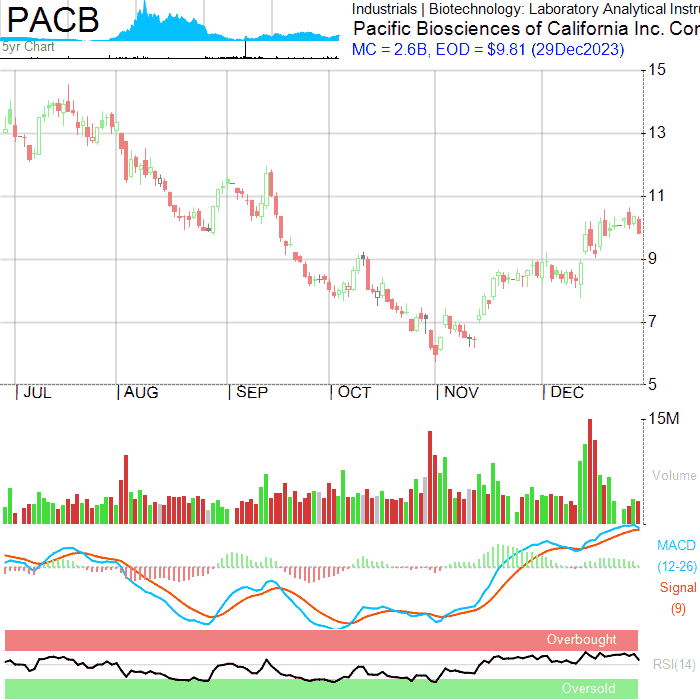 PACB
5yr Chart
Industrials | Biotechnology: Laboratory Analytical Instru
Pacific Biosciences of California Inc. Cor
MC = 2.6B, EOD = $9.81 (29Dec2023)
15
13
11
9
7
5
JUL AUG SEP OCT NOV DEC
15M
Volume
MACD
(12-26)
Signal
(9)
Overbought
RSI(14)
Oversold